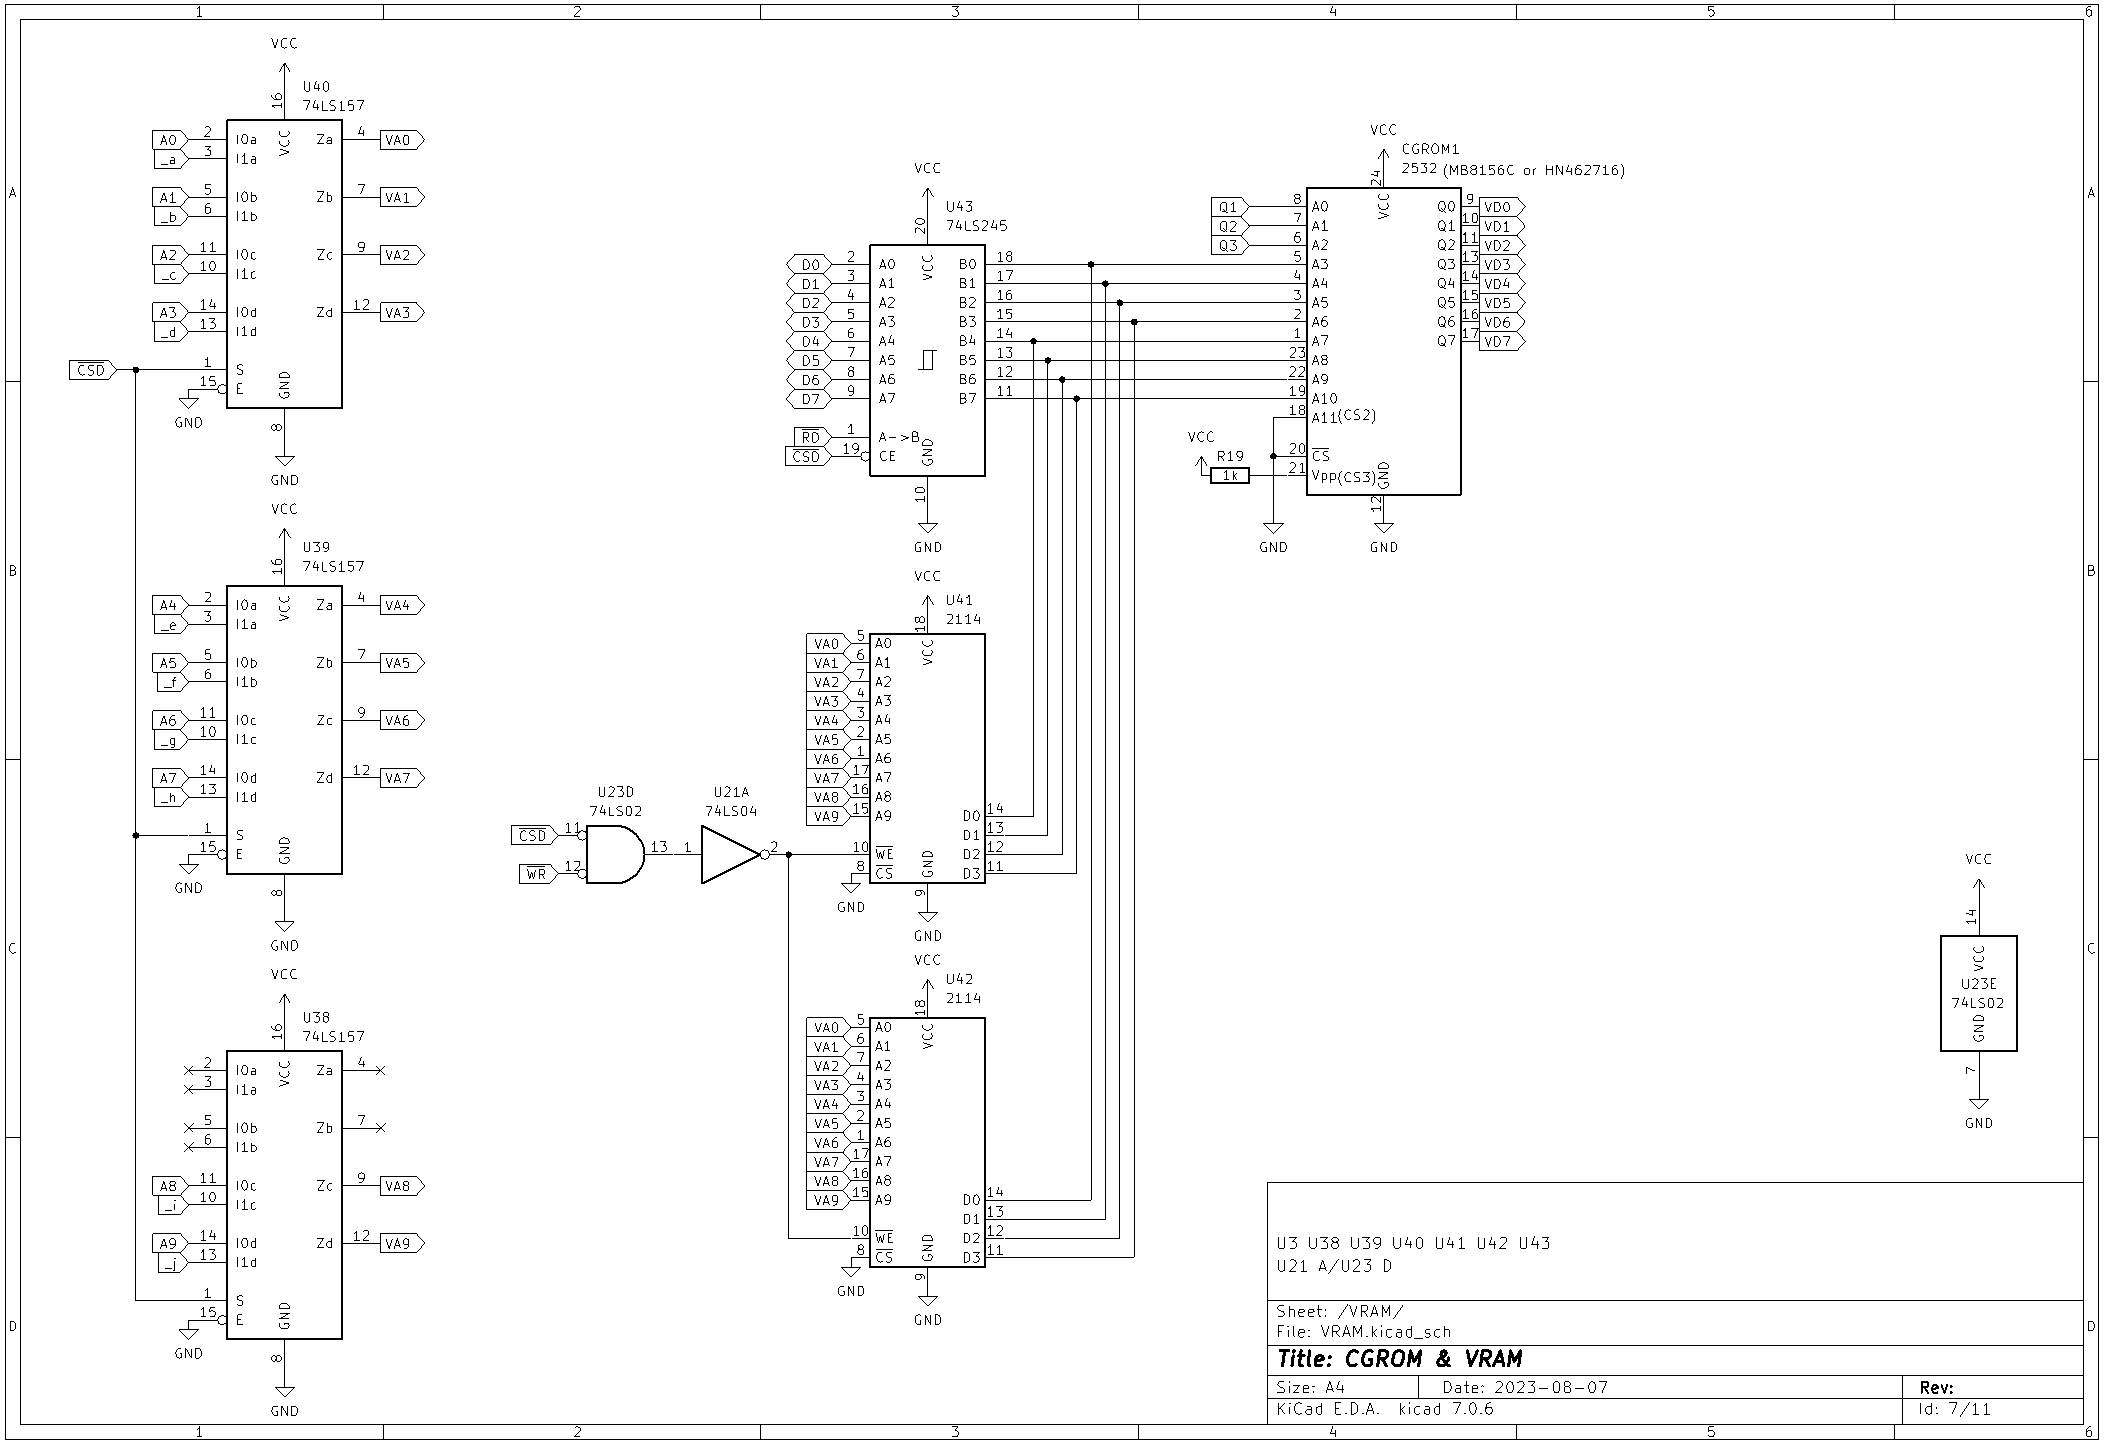 1 2 3 4 5 6
A
B
C
D
VCC
16
U40
74LS157
A0 2 I0a VCC Za 4 VA0
_a 3 I1a
A1 5 I0b Zb 7 VA1
_b 6 I1b
A2 11 I0c Zc 9 VA2
_c 10 I1c
A3 14 I0d Zd 12 VA3
_d 13 I1d
CSD 1 S
15 E GND
GND
8
GND
VCC
16
U39
74LS157
A4 2 I0a VCC Za 4 VA4
_e 3 I1a
A5 5 I0b Zb 7 VA5
_f 6 I1b
A6 11 I0c Zc 9 VA6
_g 10 I1c
A7 14 I0d Zd 12 VA7
_h 13 I1d
1 S
15 E GND
GND
8
GND
VCC
16
U38
74LS157
2 I0a VCC Za 4
3 I1a
5 I0b Zb 7
6 I1b
A8 11 I0c Zc 9 VA8
_i 10 I1c
A9 14 I0d Zd 12 VA9
_j 13 I1d
1 S
15 E GND
GND
8
GND
U23D
74LS02
CSD 11
WR 12
13
U21A
74LS04
1 2
VCC
20
U43
74LS245
D0 2 A0 VCC B0 18
D1 3 A1 B1 17
D2 4 A2 B2 16
D3 5 A3 B3 15
D4 6 A4 B4 14
D5 7 A5 B5 13
D6 8 A6 B6 12
D7 9 A7 B7 11
RD 1 A->B
CSD 19 CE GND
10
GND
VCC
18
U41
2114
VA0 5 A0 VCC
VA1 6 A1
VA2 7 A2
VA3 4 A3
VA4 3 A4
VA5 2 A5
VA6 1 A6
VA7 17 A7
VA8 16 A8
VA9 15 A9 D0 14
D1 13
10 WE D2 12
8 CS GND D3 11
GND
9
GND
VCC
18
U42
2114
VA0 5 A0 VCC
VA1 6 A1
VA2 7 A2
VA3 4 A3
VA4 3 A4
VA5 2 A5
VA6 1 A6
VA7 17 A7
VA8 16 A8
VA9 15 A9 D0 14
D1 13
10 WE D2 12
8 CS GND D3 11
GND
9
GND
VCC
24
CGROM1
2532 (MB8156C or HN462716)
Q1 8 A0 VCC Q0 9 VD0
Q2 7 A1 Q1 10 VD1
Q3 6 A2 Q2 11 VD2
5 A3 Q3 13 VD3
4 A4 Q4 14 VD4
3 A5 Q5 15 VD5
2 A6 Q6 16 VD6
1 A7 Q7 17 VD7
23 A8
22 A9
19 A10
18 A11(CS2)
20 CS
21 Vpp(CS3) GND
VCC
R19
1k
12
GND
GND
VCC
14
VCC
U23E
74LS02
GND
7
GND
U3 U38 U39 U40 U41 U42 U43
U21 A/U23 D
Sheet: /VRAM/
File: VRAM.kicad_sch
Title: CGROM & VRAM
Size: A4 Date: 2023-08-07 Rev:
KiCad E.D.A. kicad 7.0.6 Id: 7/11
A
B
C
D
1 2 3 4 5 6